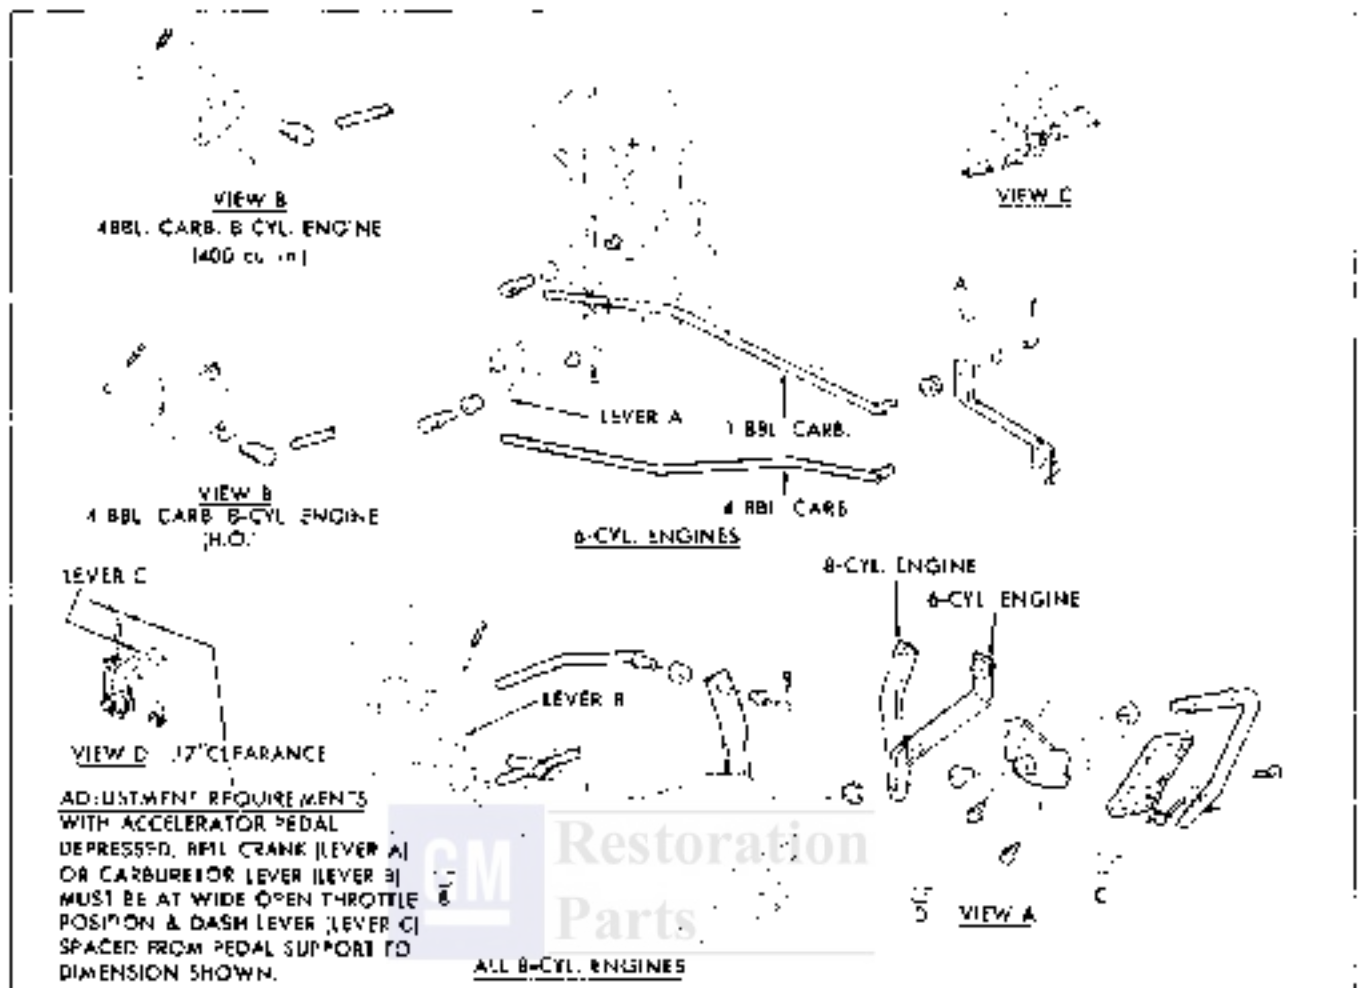 VIEW B
4BBL. CARB. 8 CYL. ENGINE
(400 cu. in)
VIEW C
A
LEVER A
1 BBL CARB.
VIEW B
4 BBL CARB 8-CYL ENGINE
(H.O.)
4 BBL CARB
6-CYL. ENGINES
LEVER C
8-CYL. ENGINE
6-CYL ENGINE
LEVER B
VIEW D CLEARANCE
ADJUSTMENT REQUIREMENTS
WITH ACCELERATOR PEDAL
DEPRESSED, BELL CRANK (LEVER A)
OR CARBURETOR LEVER (LEVER B)
MUST BE AT WIDE OPEN THROTTLE
POSITION & DASH LEVER (LEVER C)
SPACED FROM PEDAL SUPPORT TO
DIMENSION SHOWN.
B
GM Restoration
Parts
D
VIEW A
C
ALL 8-CYL. ENGINES